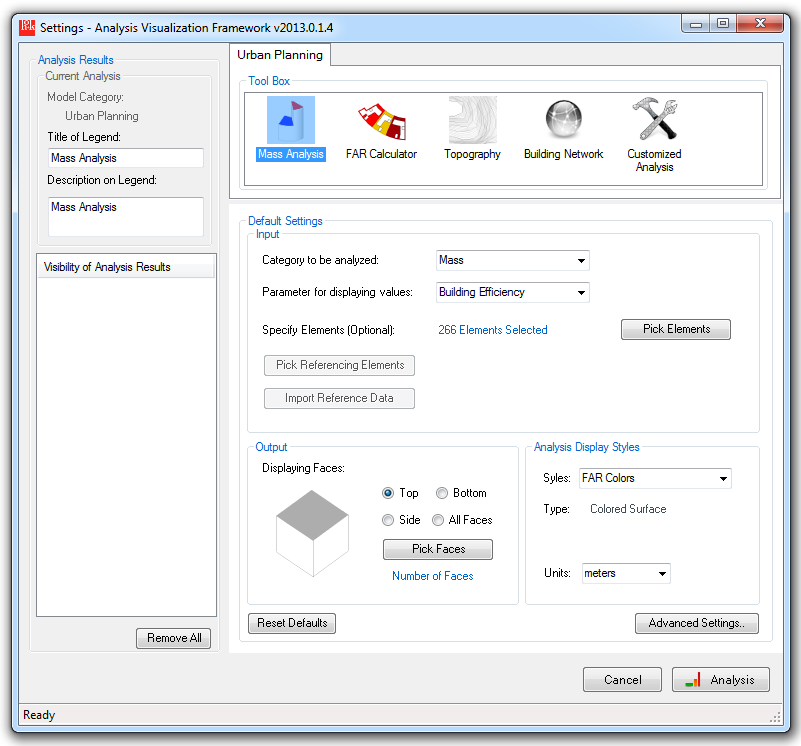 Settings - Analysis Visualization Framework v2013.0.1.4
Analysis Results
Current Analysis
Model Category:
Urban Planning
Title of Legend:
Mass Analysis
Description on Legend:
Mass Analysis
Visibility of Analysis Results
Remove All
Urban Planning
Tool Box
Mass Analysis
FAR Calculator
Topography
Building Network
Customized
Analysis
Default Settings
Input
Category to be analyzed:
Mass
Parameter for displaying values:
Building Efficiency
Specify Elements (Optional):
266 Elements Selected
Pick Elements
Pick Referencing Elements
Import Reference Data
Output
Displaying Faces:
Top
Bottom
Side
All Faces
Pick Faces
Number of Faces
Analysis Display Styles
Syles:
FAR Colors
Type:
Colored Surface
Units:
meters
Reset Defaults
Advanced Settings..
Cancel
Analysis
Ready